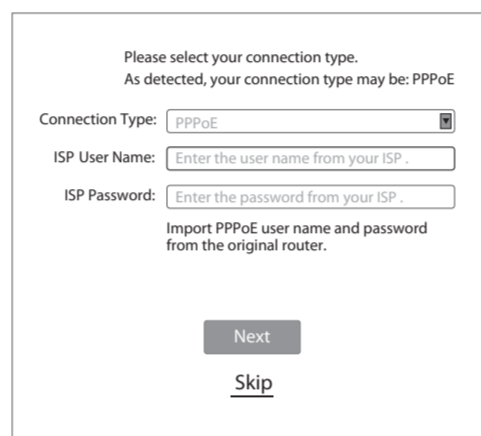 Please select your connection type.
As detected, your connection type may be: PPPoE
Connection Type: PPPoE
ISP User Name: Enter the user name from your ISP .
ISP Password: Enter the password from your ISP .
Import PPPoE user name and password
from the original router.
Next
Skip